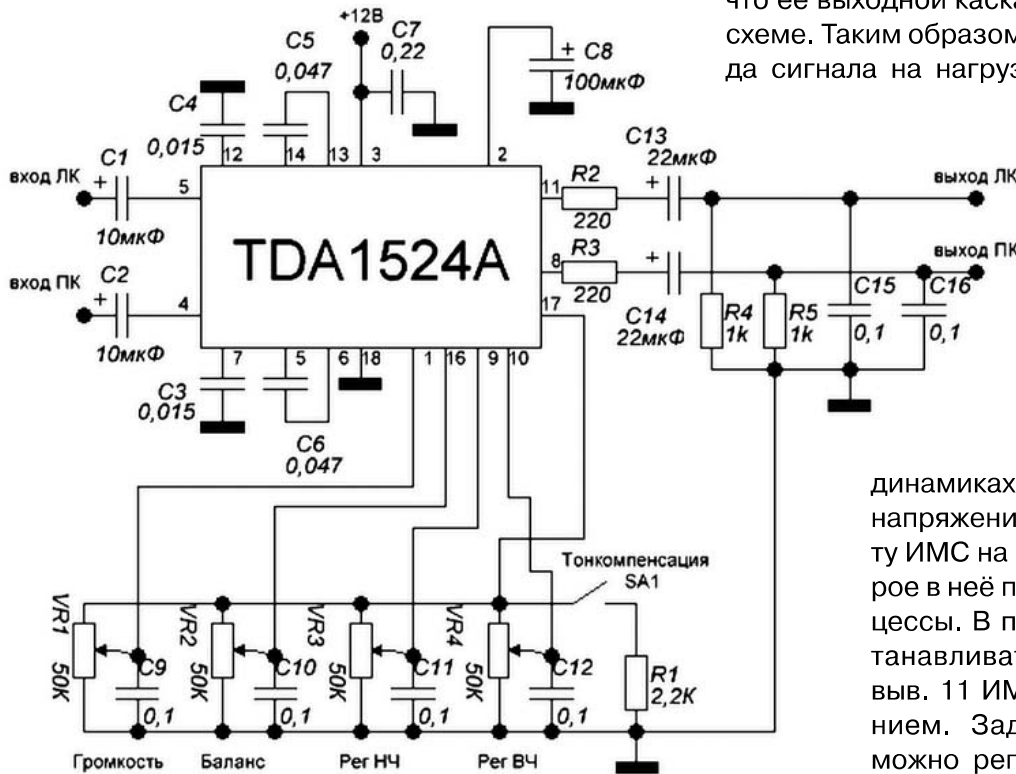 что её выходной каска
схеме. Таким образом
да сигнала на нагруз
+12В
C5
0,047
C7
0,22
+
C8
100мкФ
C4
0,015
12
14
13
3
2
C1
вход ЛК
+
5
10мкФ
C2
вход ПК
+
4
10мкФ
TDA1524A
11
R2
220
C13
22мкФ
+
выход ЛК
8
R3
220
+
C14
22мкФ
выход ПК
17
R4
1k
R5
1k
C15
0,1
C16
0,1
7
5
6
18
1
16
9
10
C3
0,015
C6
0,047
динамиках
напряжени
ту ИМС на
рое в неё п
цессы. В п
танавливат
выв. 11 ИМ
нием. Зад
можно рег
Тонкомпенсация
SA1
VR1
50K
C9
0,1
VR2
50K
C10
0,1
VR3
50K
C11
0,1
VR4
50K
C12
0,1
R1
2,2К
Громкость
Баланс
Рег НЧ
Рег ВЧ